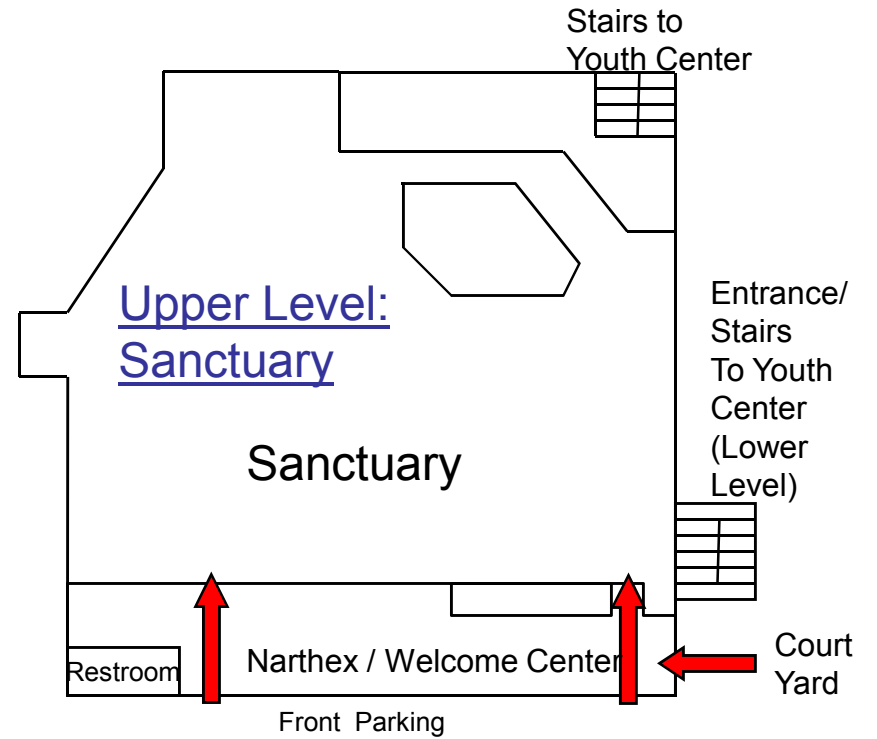 Stairs to
Youth Center
Upper Level:
Sanctuary
Entrance/
Stairs
To Youth
Center
(Lower
Level)
Sanctuary
Restroom
Narthex / Welcome Center
Court
Yard
Front Parking